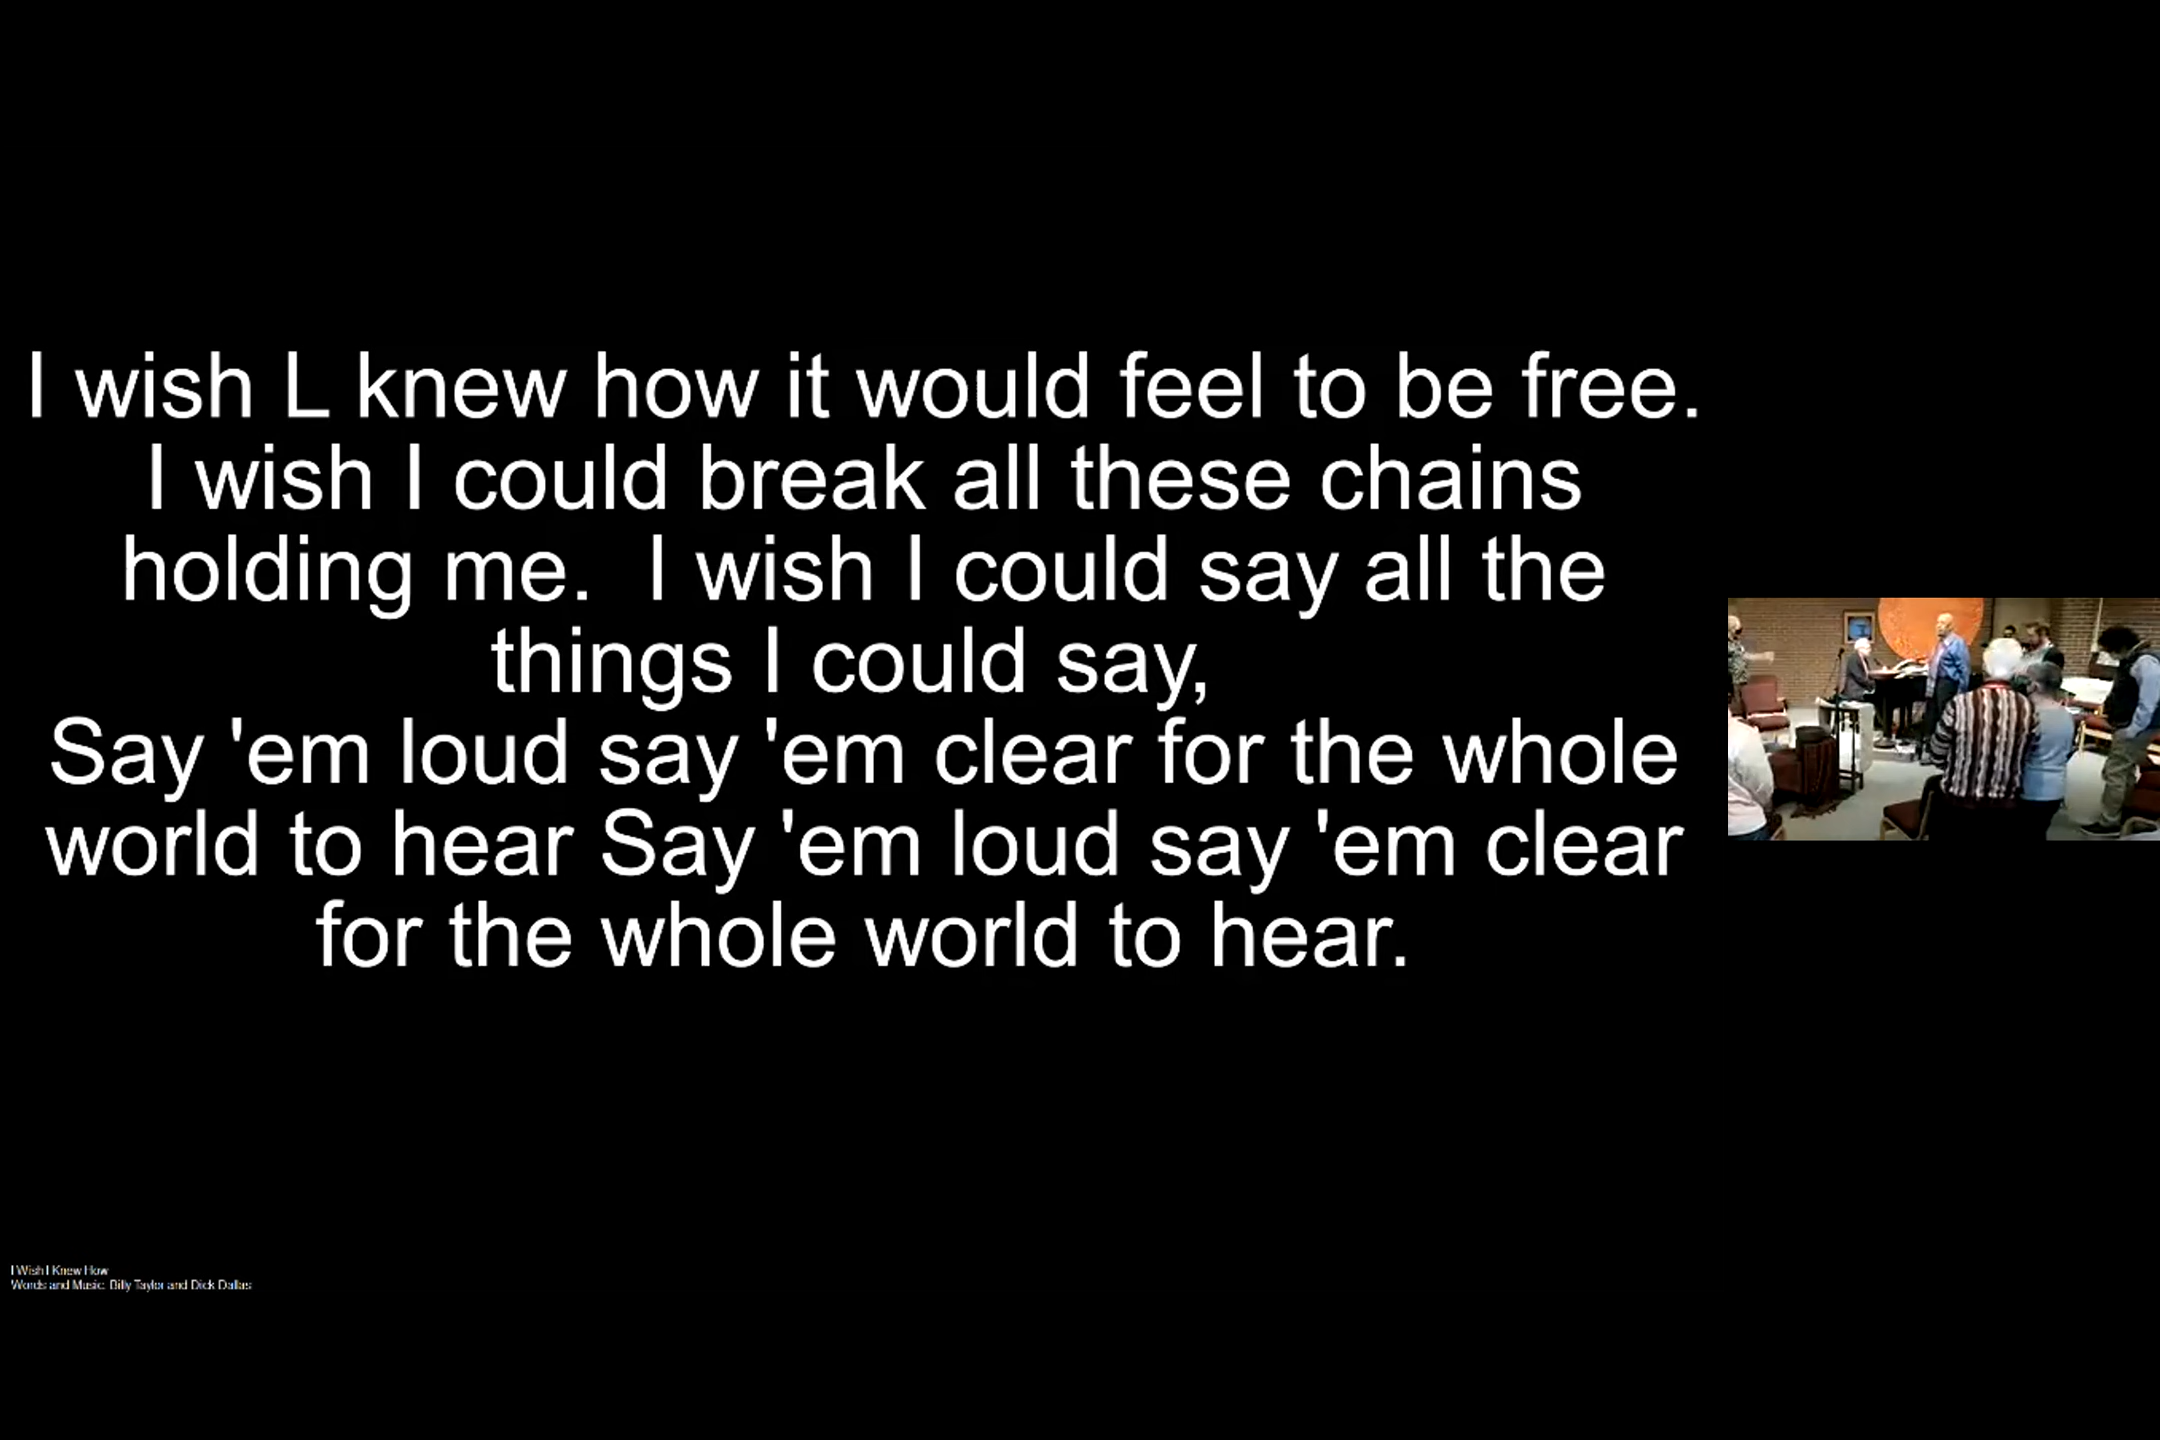 I wish L knew how it would feel to be free.
I wish I could break all these chains
holding me.  I wish I could say all the
things I could say,
Say 'em loud say 'em clear for the whole
world to hear Say 'em loud say 'em clear
for the whole world to hear.
I Wish I Knew How
Words and Music: Billy Taylor and Dick Dallas